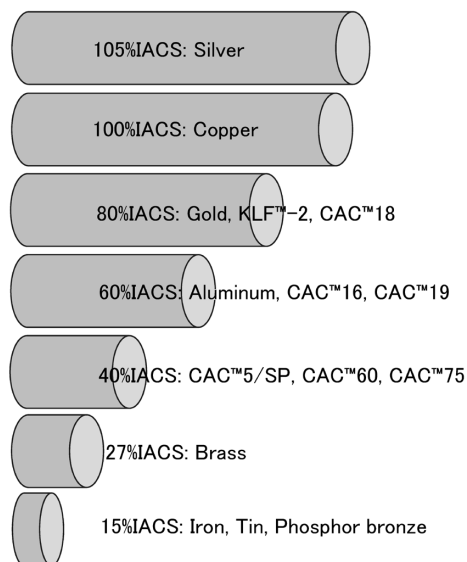 105%IACS: Silver
100%IACS: Copper
80%IACS: Gold, KLF™-2, CAC™18
60%IACS: Aluminum, CAC™16, CAC™19
40%IACS: CAC™5/SP, CAC™60, CAC™75
27%IACS: Brass
15%IACS: Iron, Tin, Phosphor bronze